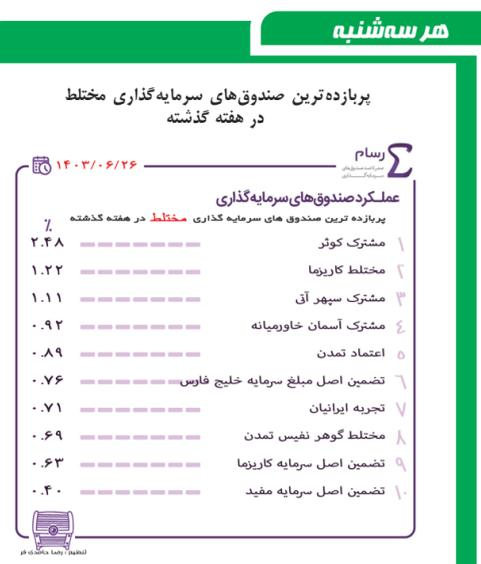 هر سه‌شنبه
پربازده‌ترین صندوق‌های سرمایه‌گذاری مختلط
در هفته گذشته
رسام
۱۴۰۳/۰۶/۲۶
عملکرد صندوق‌های سرمایه‌گذاری
پربازده ترین صندوق های سرمایه گذاری مختلط در هفته گذشته
٪
۱ مشترک کوثر ۲.۴۸
۲ مختلط کاریزما ۱.۲۲
۳ مشترک سپهر آتی ۱.۱۱
۴ مشترک آسمان خاورمیانه ۰.۹۲
۵ اعتماد تمدن ۰.۸۹
۶ تضمین اصل مبلغ سرمایه خلیج فارس ۰.۷۶
۷ تجربه ایرانیان ۰.۷۱
۸ مختلط گوهر نفیس تمدن ۰.۶۹
۹ تضمین اصل سرمایه کاریزما ۰.۶۳
۱۰ تضمین اصل سرمایه مفید ۰.۴۰
تنظیم: رضا حامدی فر